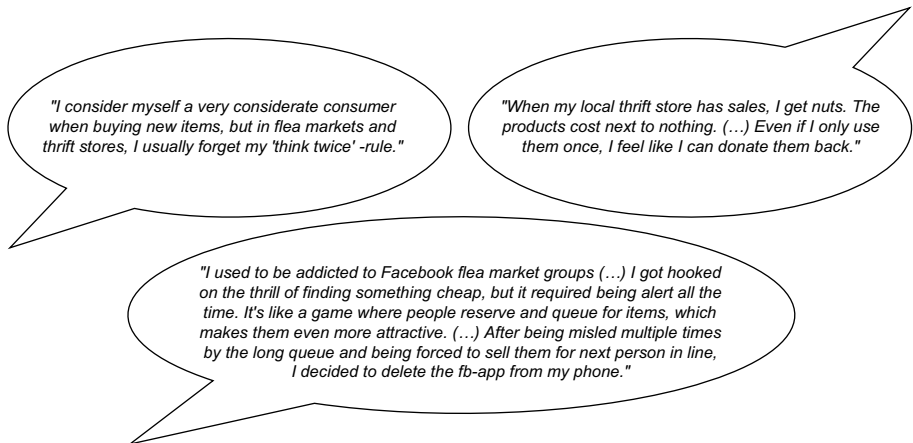 "I consider myself a very considerate consumer
when buying new items, but in flea markets and
thrift stores, I usually forget my 'think twice' -rule."
"When my local thrift store has sales, I get nuts. The
products cost next to nothing. (…) Even if I only use
them once, I feel like I can donate them back."
"I used to be addicted to Facebook flea market groups (…) I got hooked
on the thrill of finding something cheap, but it required being alert all the
time. It's like a game where people reserve and queue for items, which
makes them even more attractive. (…) After being misled multiple times
by the long queue and being forced to sell them for next person in line,
I decided to delete the fb-app from my phone."